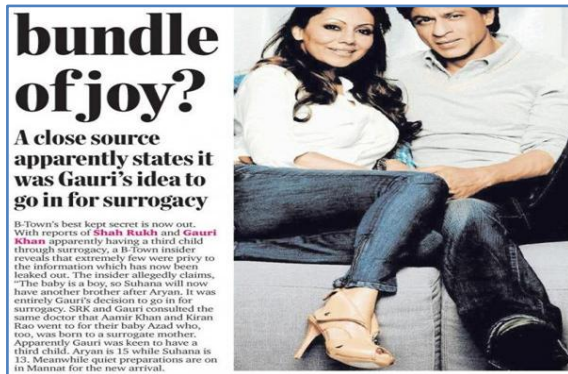 bundle
of joy?
A close source
apparently states it
was Gauri's idea to
go in for surrogacy
B-Town's best kept secret is now out.
With reports of Shah Rukh and Gauri
Khan apparently having a third child
through surrogacy, a B-Town insider
reveals that extremely few were privy to
the information which has now been
leaked out. The insider allegedly claims,
"The baby is a boy, so Suhana will now
have another brother after Aryan. It was
entirely Gauri's decision to go in for
surrogacy. SRK and Gauri consulted the
same doctor that Aamir Khan and Kiran
Rao went to for their baby Azad who,
too, was born to a surrogate mother.
Apparently Gauri was keen to have a
third child. Aryan is 15 while Suhana is
13. Meanwhile quiet preparations are on
in Mannat for the new arrival.